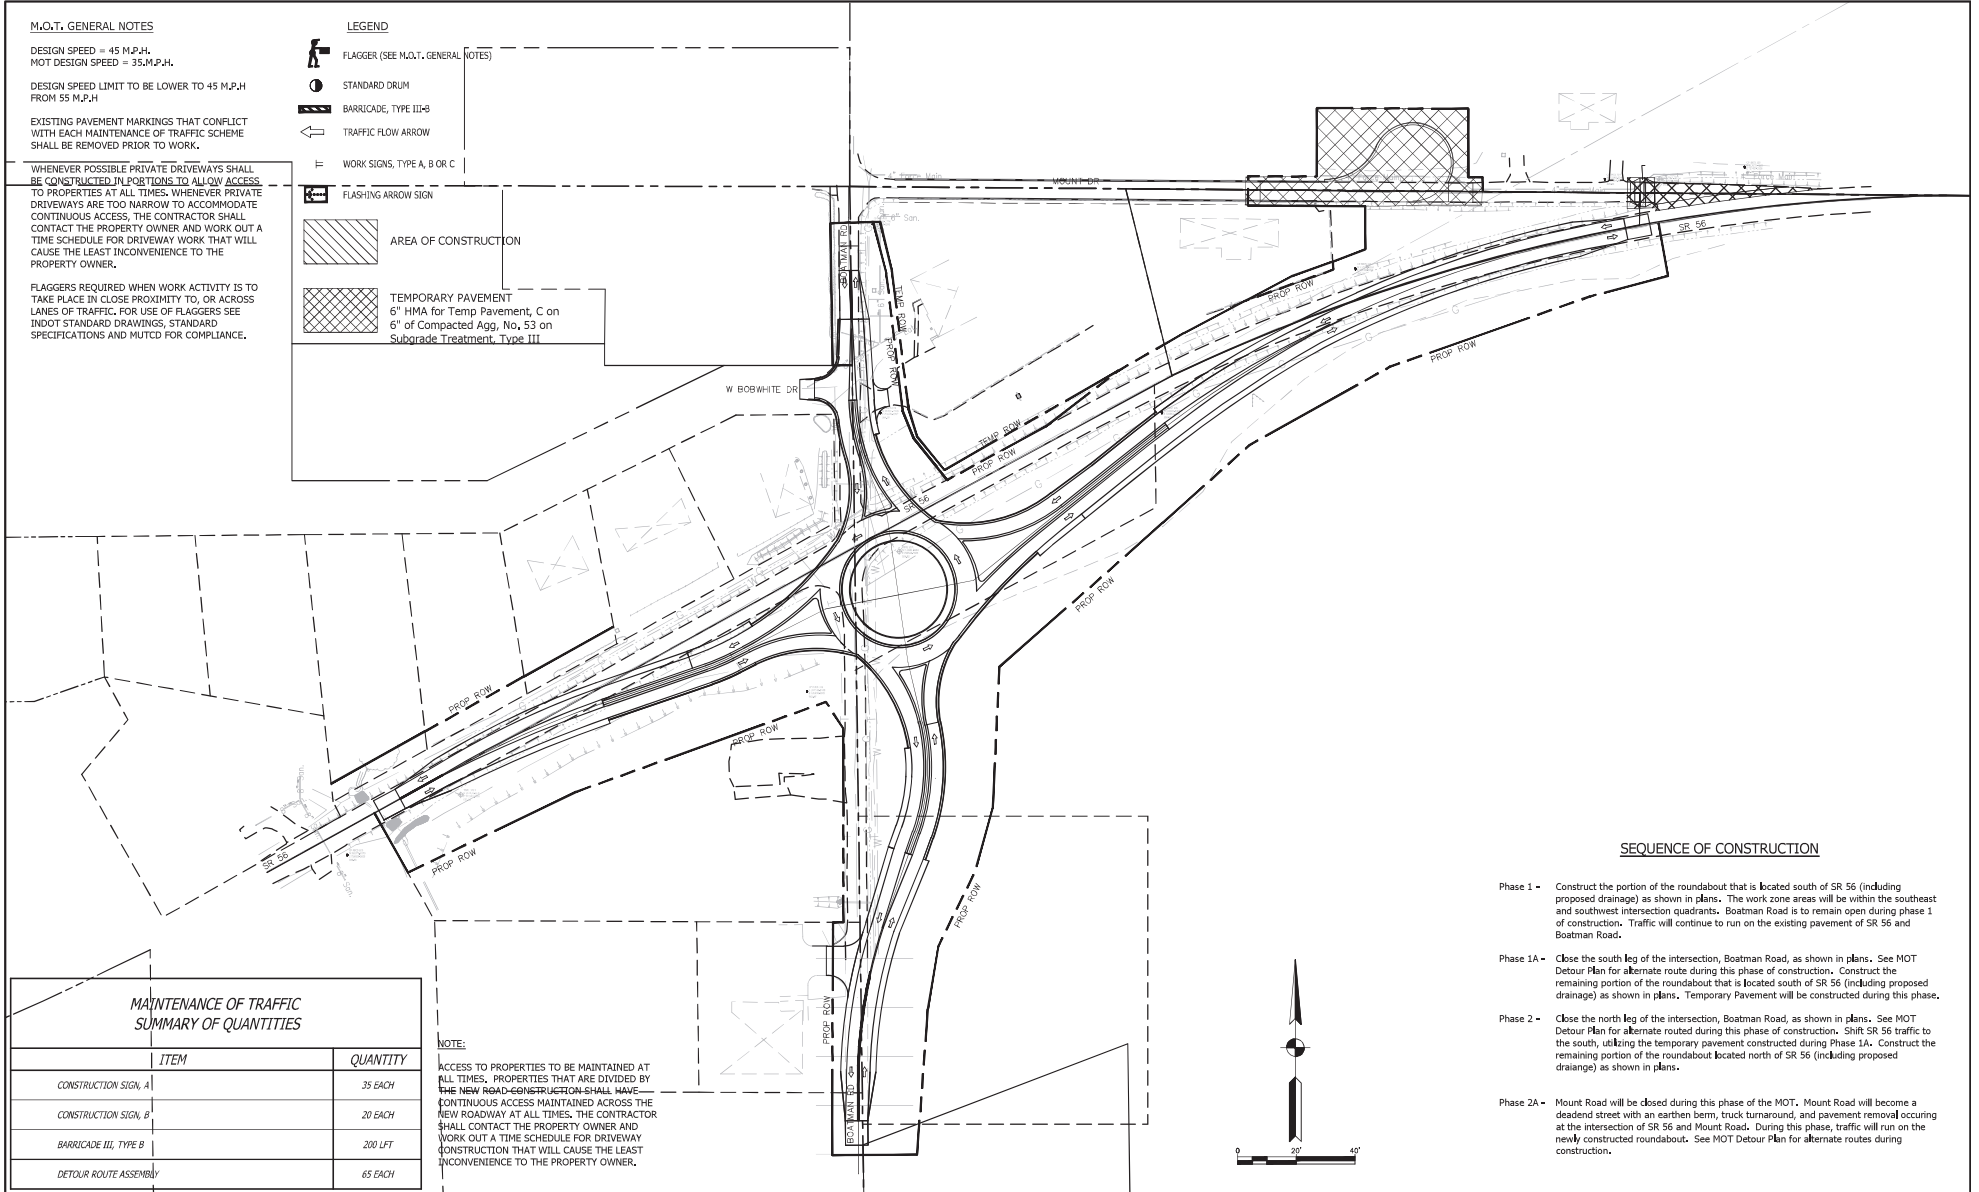 M.O.T. GENERAL NOTES
DESIGN SPEED = 45 M.P.H.
MOT DESIGN SPEED = 35.M.P.H.
DESIGN SPEED LIMIT TO BE LOWER TO 45 M.P.H
FROM 55 M.P.H
EXISTING PAVEMENT MARKINGS THAT CONFLICT
WITH EACH MAINTENANCE OF TRAFFIC SCHEME
SHALL BE REMOVED PRIOR TO WORK.
WHENEVER POSSIBLE PRIVATE DRIVEWAYS SHALL
BE CONSTRUCTED IN PORTIONS TO ALLOW ACCESS
TO PROPERTIES AT ALL TIMES. WHENEVER PRIVATE
DRIVEWAYS ARE TOO NARROW TO ACCOMMODATE
CONTINUOUS ACCESS, THE CONTRACTOR SHALL
CONTACT THE PROPERTY OWNER AND WORK OUT A
TIME SCHEDULE FOR DRIVEWAY WORK THAT WILL
CAUSE THE LEAST INCONVENIENCE TO THE
PROPERTY OWNER.
FLAGGERS REQUIRED WHEN WORK ACTIVITY IS TO
TAKE PLACE IN CLOSE PROXIMITY TO, OR ACROSS
LANES OF TRAFFIC. FOR USE OF FLAGGERS SEE
INDOT STANDARD DRAWINGS, STANDARD
SPECIFICATIONS AND MUTCD FOR COMPLIANCE.
LEGEND
FLAGGER (SEE M.O.T. GENERAL NOTES)
STANDARD DRUM
BARRICADE, TYPE III-B
TRAFFIC FLOW ARROW
WORK SIGNS, TYPE A, B OR C
FLASHING ARROW SIGN
AREA OF CONSTRUCTION
TEMPORARY PAVEMENT
6" HMA for Temp Pavement, C on
6" of Compacted Agg, No. 53 on
Subgrade Treatment, Type III
MOUNT DR
BOATMAN RD
TEMP ROW
PROP ROW
W BOBWHITE DR
SR 56
PROP ROW
PROP ROW
TEMP ROW
PROP ROW
SR 56
PROP ROW
PROP ROW
PROP ROW
PROP ROW
SR 56
PROP ROW
PROP ROW
BOATMAN RD
SEQUENCE OF CONSTRUCTION
Phase 1 - Construct the portion of the roundabout that is located south of SR 56 (including
proposed drainage) as shown in plans. The work zone areas will be within the southeast
and southwest intersection quadrants. Boatman Road is to remain open during phase 1
of construction. Traffic will continue to run on the existing pavement of SR 56 and
Boatman Road.
Phase 1A - Close the south leg of the intersection, Boatman Road, as shown in plans. See MOT
Detour Plan for alternate route during this phase of construction. Construct the
remaining portion of the roundabout that is located south of SR 56 (including proposed
drainage) as shown in plans. Temporary Pavement will be constructed during this phase.
Phase 2 - Close the north leg of the intersection, Boatman Road, as shown in plans. See MOT
Detour Plan for alternate routed during this phase of construction. Shift SR 56 traffic to
the south, utilizing the temporary pavement constructed during Phase 1A. Construct the
remaining portion of the roundabout located north of SR 56 (including proposed
draiange) as shown in plans.
Phase 2A - Mount Road will be closed during this phase of the MOT. Mount Road will become a
deadend street with an earthen berm, truck turnaround, and pavement removal occuring
at the intersection of SR 56 and Mount Road. During this phase, traffic will run on the
newly constructed roundabout. See MOT Detour Plan for alternate routes during
construction.
MAINTENANCE OF TRAFFIC
SUMMARY OF QUANTITIES
ITEM QUANTITY
CONSTRUCTION SIGN, A 35 EACH
CONSTRUCTION SIGN, B 20 EACH
BARRICADE III, TYPE B 200 LFT
DETOUR ROUTE ASSEMBLY 65 EACH
NOTE:
ACCESS TO PROPERTIES TO BE MAINTAINED AT
ALL TIMES. PROPERTIES THAT ARE DIVIDED BY
THE NEW ROAD CONSTRUCTION SHALL HAVE
CONTINUOUS ACCESS MAINTAINED ACROSS THE
NEW ROADWAY AT ALL TIMES. THE CONTRACTOR
SHALL CONTACT THE PROPERTY OWNER AND
WORK OUT A TIME SCHEDULE FOR DRIVEWAY
CONSTRUCTION THAT WILL CAUSE THE LEAST
INCONVENIENCE TO THE PROPERTY OWNER.
0 20' 40'